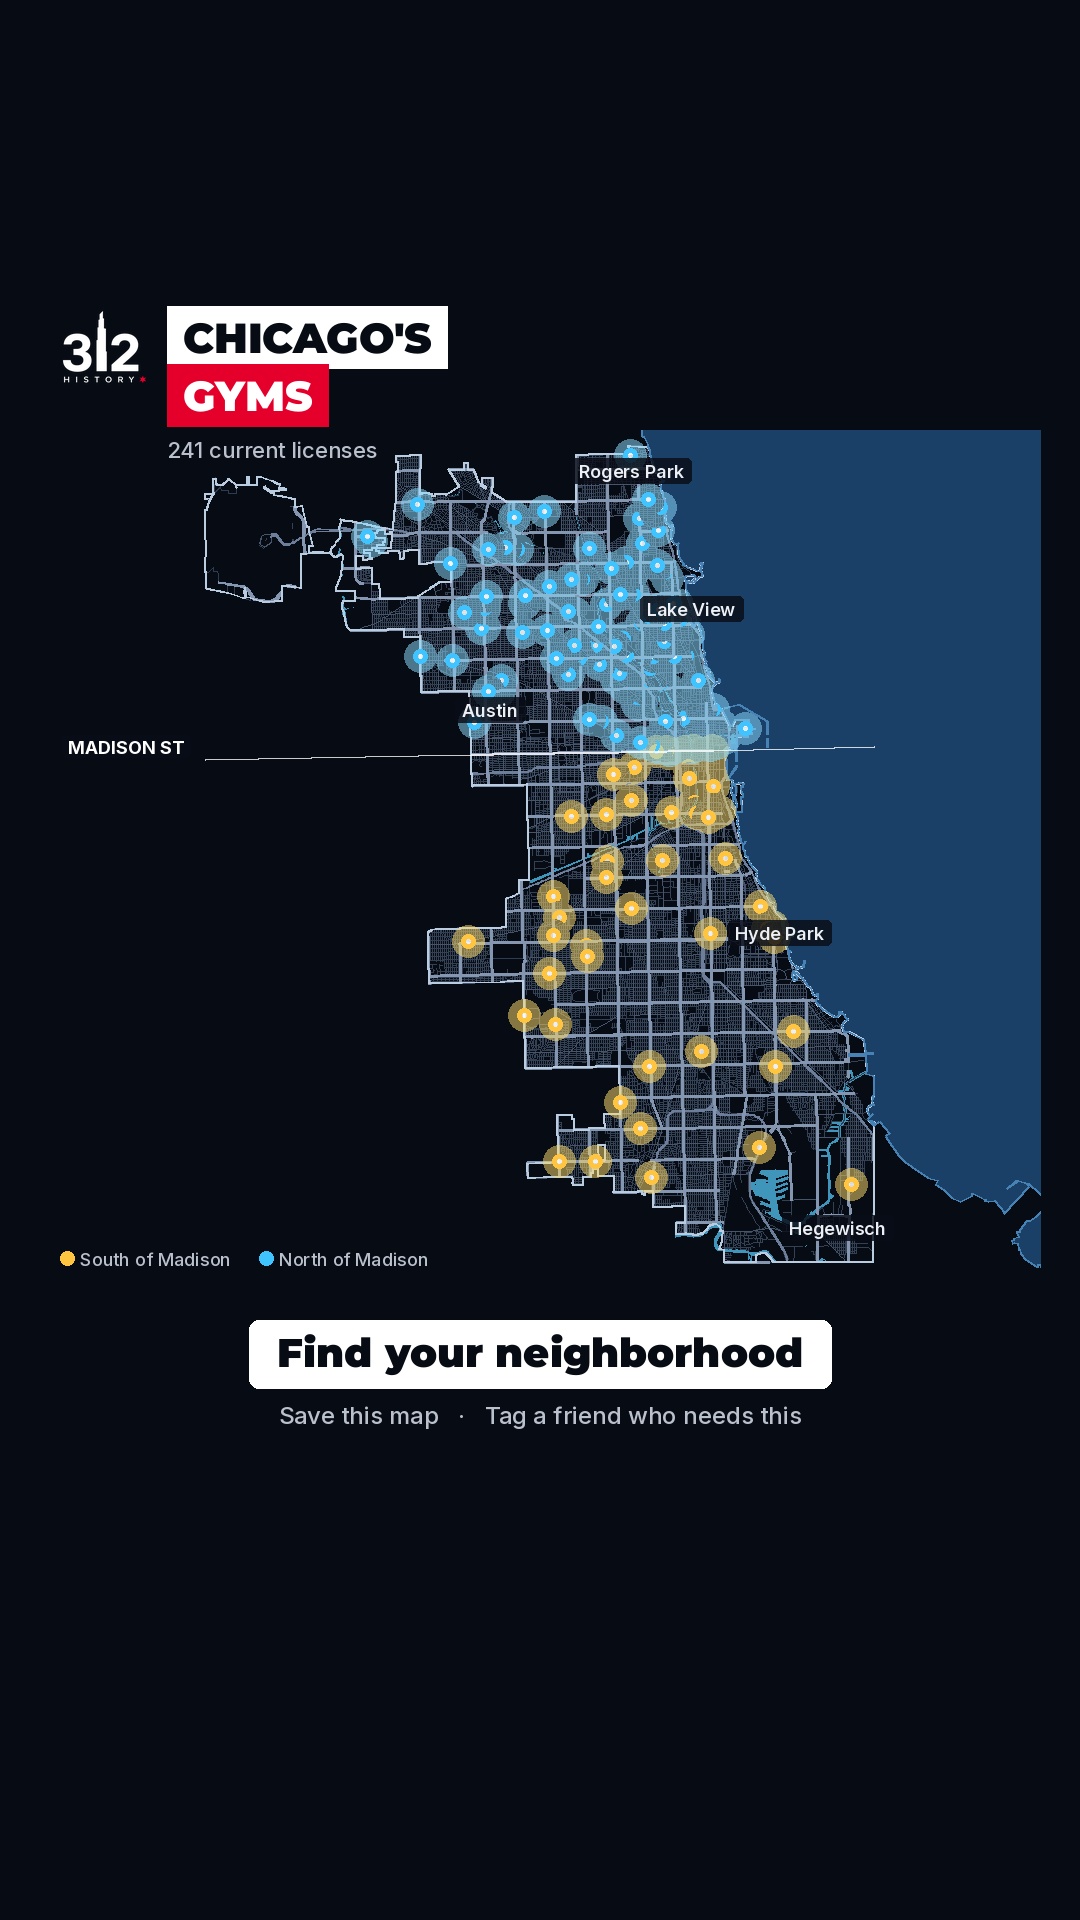 312
HISTORY*
CHICAGO'S
GYMS
241 current licenses
Rogers Park
Lake View
Austin
MADISON ST
Hyde Park
Hegewisch
South of Madison
North of Madison
Find your neighborhood
Save this map · Tag a friend who needs this